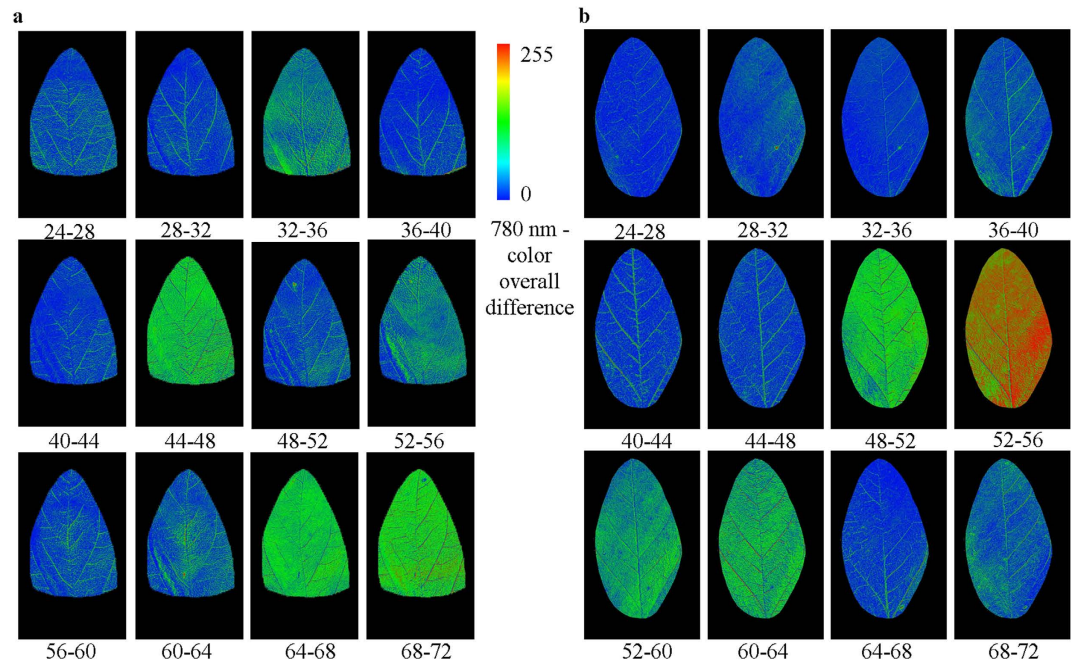 a
b
255
0
24-28 28-32 32-36 36-40
780 nm -
color
overall
difference
24-28 28-32 32-36 36-40
40-44 44-48 48-52 52-56
40-44 44-48 48-52 52-56
56-60 60-64 64-68 68-72
52-60 60-64 64-68 68-72